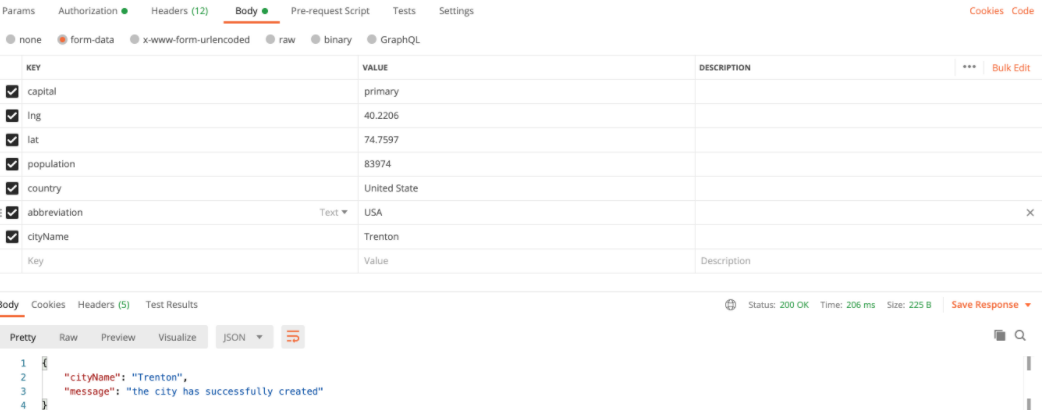 Params Authorization Headers (12) Body Pre-request Script Tests Settings Cookies Code
none form-data x-www-form-urlencoded raw binary GraphQL
KEY VALUE DESCRIPTION ••• Bulk Edit
capital primary
lng 40.2206
lat 74.7597
population 83974
country United State
abbreviation Text USA
cityName Trenton
Key Value Description
Body Cookies Headers (5) Test Results Status: 200 OK Time: 206 ms Size: 225 B Save Response
Pretty Raw Preview Visualize JSON
1 {
2 "cityName": "Trenton",
3 "message": "the city has successfully created"
4 }